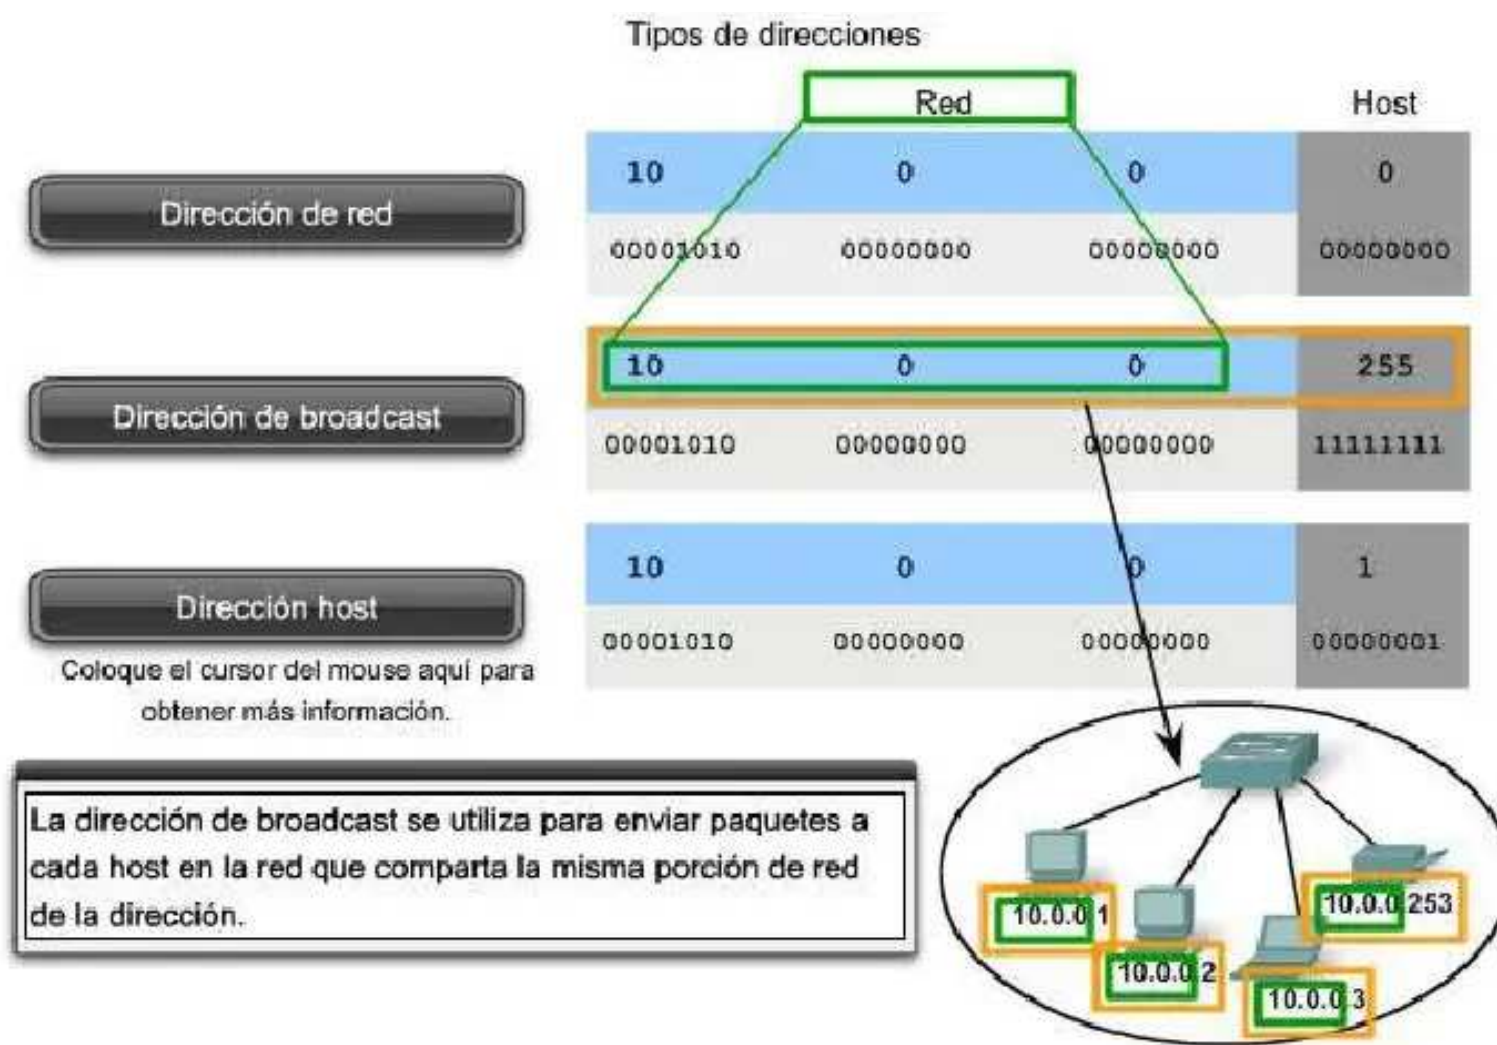 Tipos de direcciones
Red Host
Dirección de red
10 0 0 0
00001010 00000000 00000000 00000000
Dirección de broadcast
10 0 0 255
00001010 00000000 00000000 11111111
Dirección host
10 0 0 1
00001010 00000000 00000000 00000001
Coloque el cursor del mouse aquí para
obtener más información.
La dirección de broadcast se utiliza para enviar paquetes a
cada host en la red que comparta la misma porción de red
de la dirección.
10.0.0.1
10.0.0.2
10.0.0.3
10.0.0.253